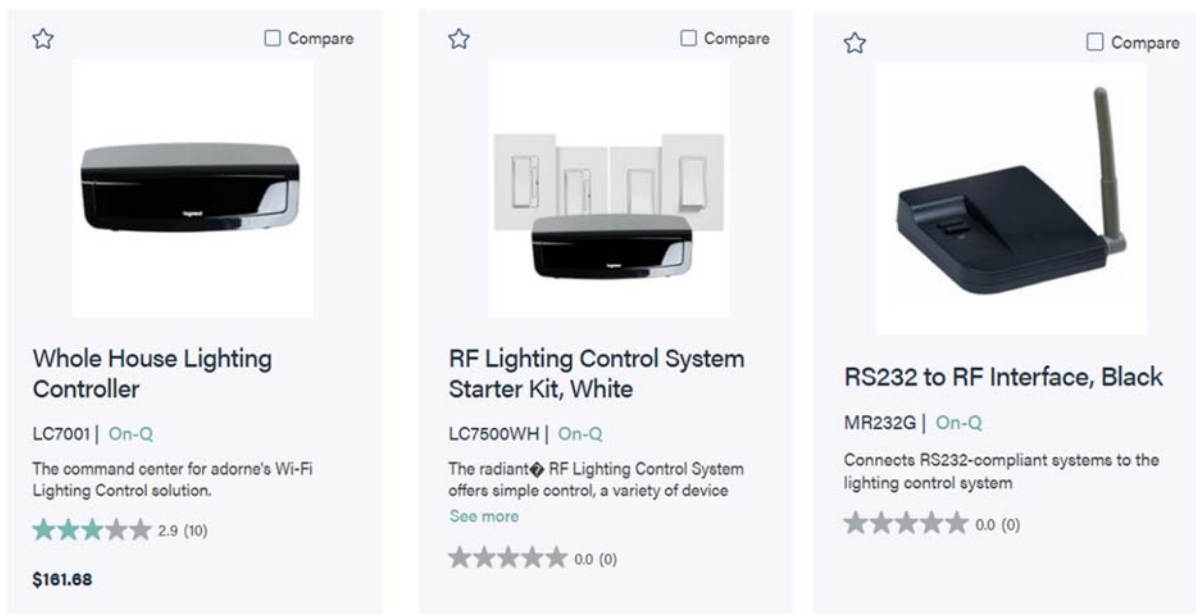 Compare
Whole House Lighting
Controller
LC7001 | On-Q
The command center for adorne's Wi-Fi
Lighting Control solution.
2.9 (10)
$161.68
Compare
RF Lighting Control System
Starter Kit, White
LC7500WH | On-Q
The radiant� RF Lighting Control System
offers simple control, a variety of device
See more
0.0 (0)
Compare
RS232 to RF Interface, Black
MR232G | On-Q
Connects RS232-compliant systems to the
lighting control system
0.0 (0)